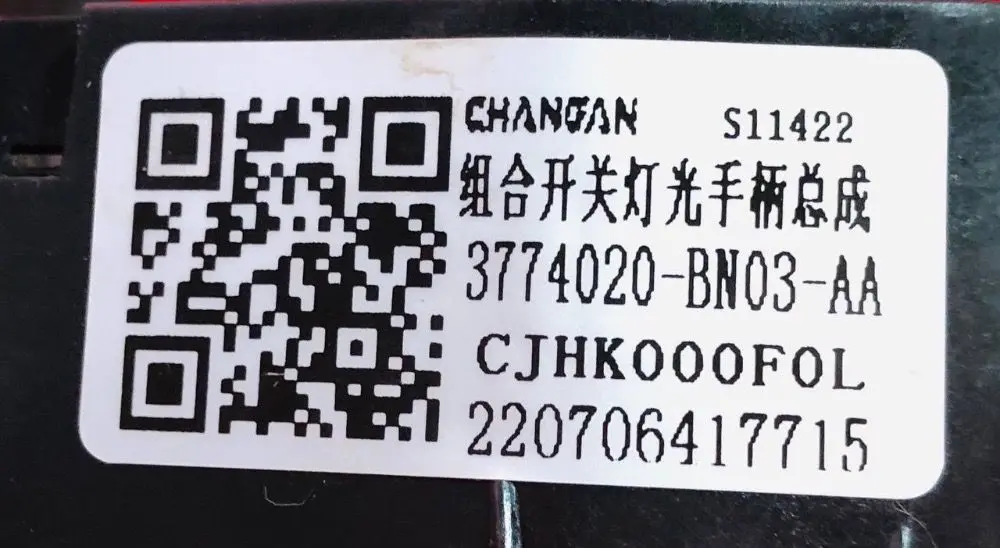 CHANGAN S11422
组合开关灯光手柄总成
3774020-BN03-AA
CJHK000F0L
220706417715